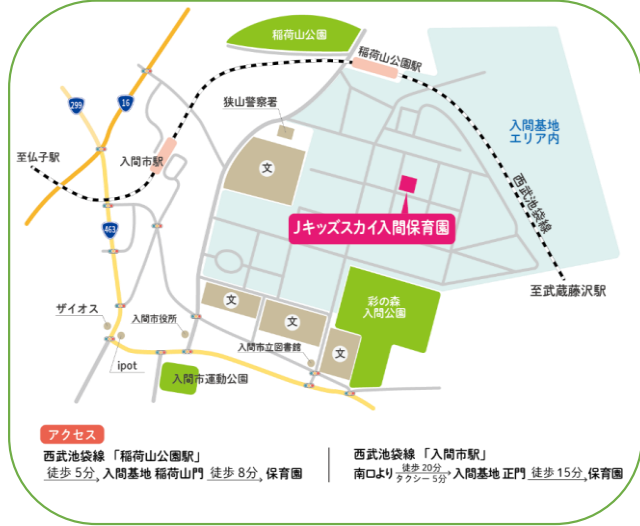 稲荷山公園
稲荷山公園駅
299
16
狭山警察署
入間基地
エリア内
至仏子駅
入間市駅
文
西武池袋線
463
Jキッズスカイ入間保育園
至武蔵藤沢駅
彩の森
入間公園
文
文
文
ザイオス
入間市役所
入間市立図書館
ipot
入間市運動公園
アクセス
西武池袋線 「稲荷山公園駅」
徒歩 5分 入間基地 稲荷山門 徒歩 8分 保育園
西武池袋線 「入間市駅」
南口より 徒歩 20分 タクシー 5分 入間基地 正門 徒歩 15分 保育園